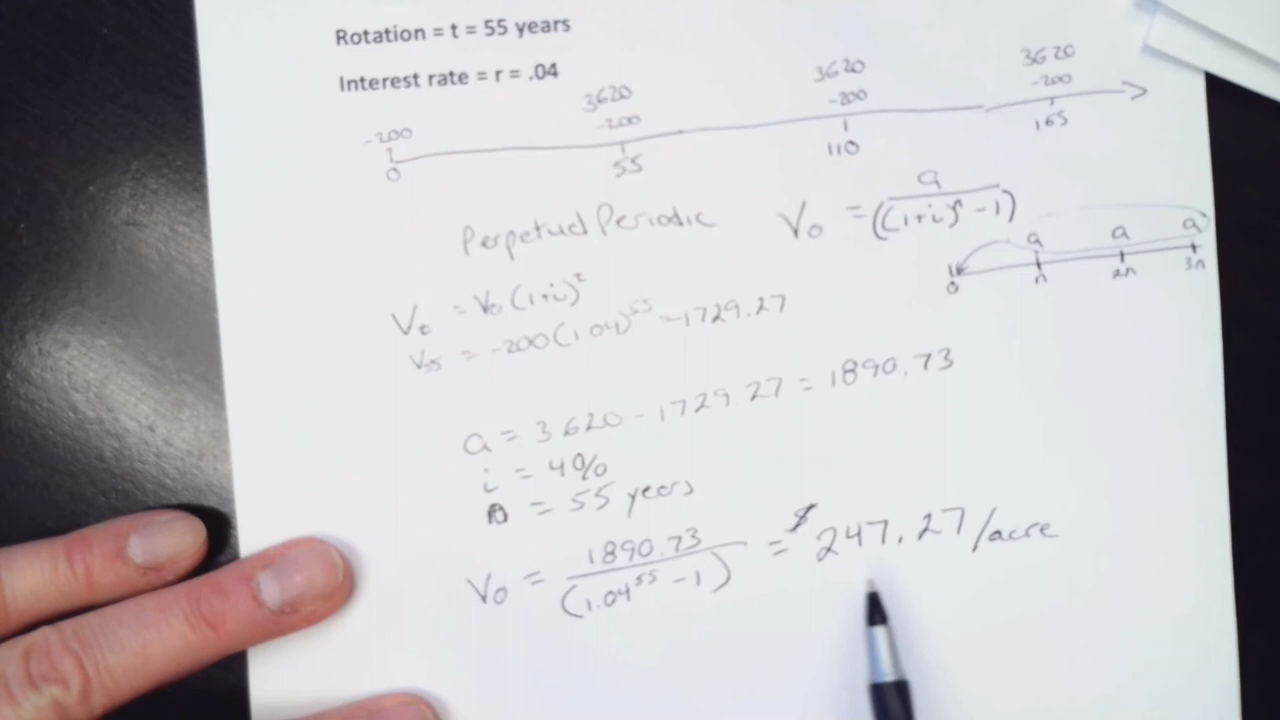 Rotation = t = 55 years
Interest rate = r = .04
-200 3620 3620 3620
-200 -200 -200
0 55 110 165
Perpetual Periodic V₀ = a/((1+i)ⁿ - 1)
a a a
0 n 2n 3n
Vₜ = V₀(1+i)ᵗ
V₅₅ = -200(1.04)⁵⁵ = -1729.27
a = 3620 - 1729.27 = 1890.73
i = 4%
n = 55 years
V₀ = 1890.73/(1.04⁵⁵ - 1) = $247.27/acre